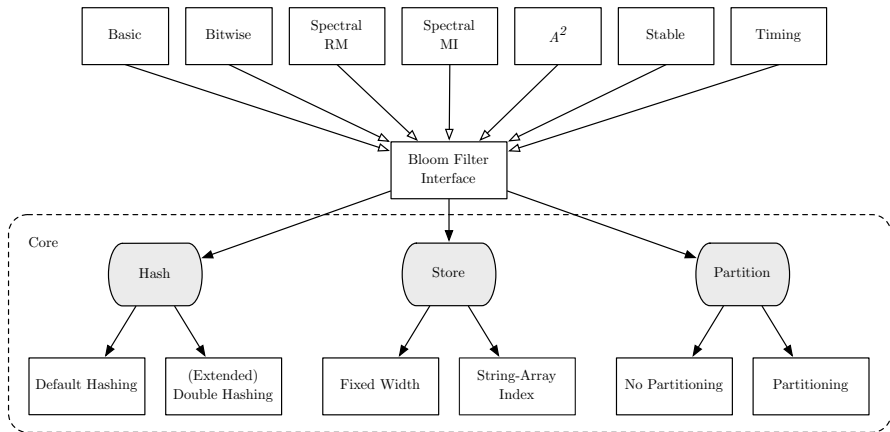 Basic
Bitwise
Spectral
RM
Spectral
MI
A²
Stable
Timing
Bloom Filter
Interface
Core
Hash
Store
Partition
Default Hashing
(Extended)
Double Hashing
Fixed Width
String-Array
Index
No Partitioning
Partitioning